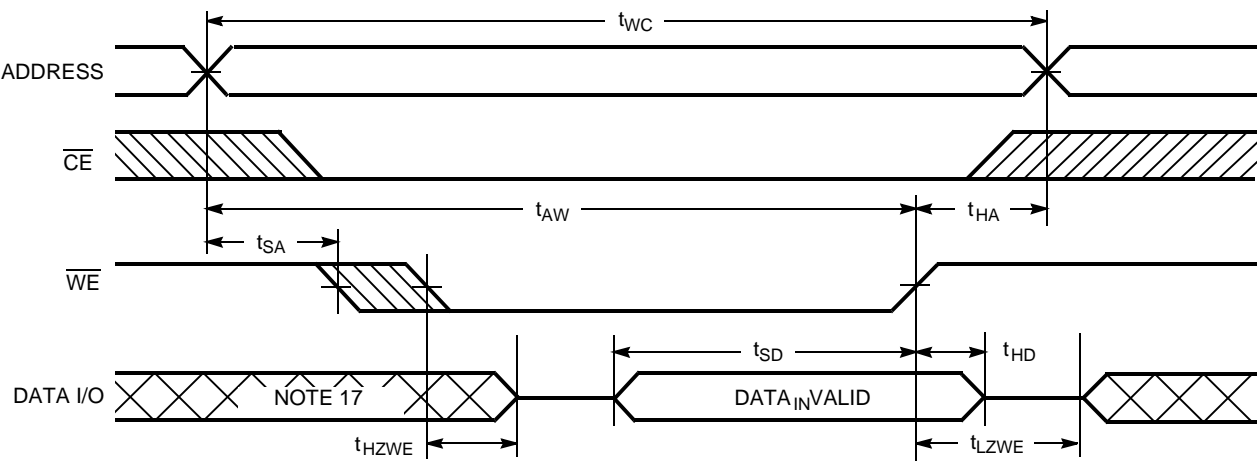 tWC
ADDRESS
CE
tAW
tHA
tSA
WE
tSD
tHD
DATA I/O
NOTE 17
DATAINVALID
tHZWE
tLZWE